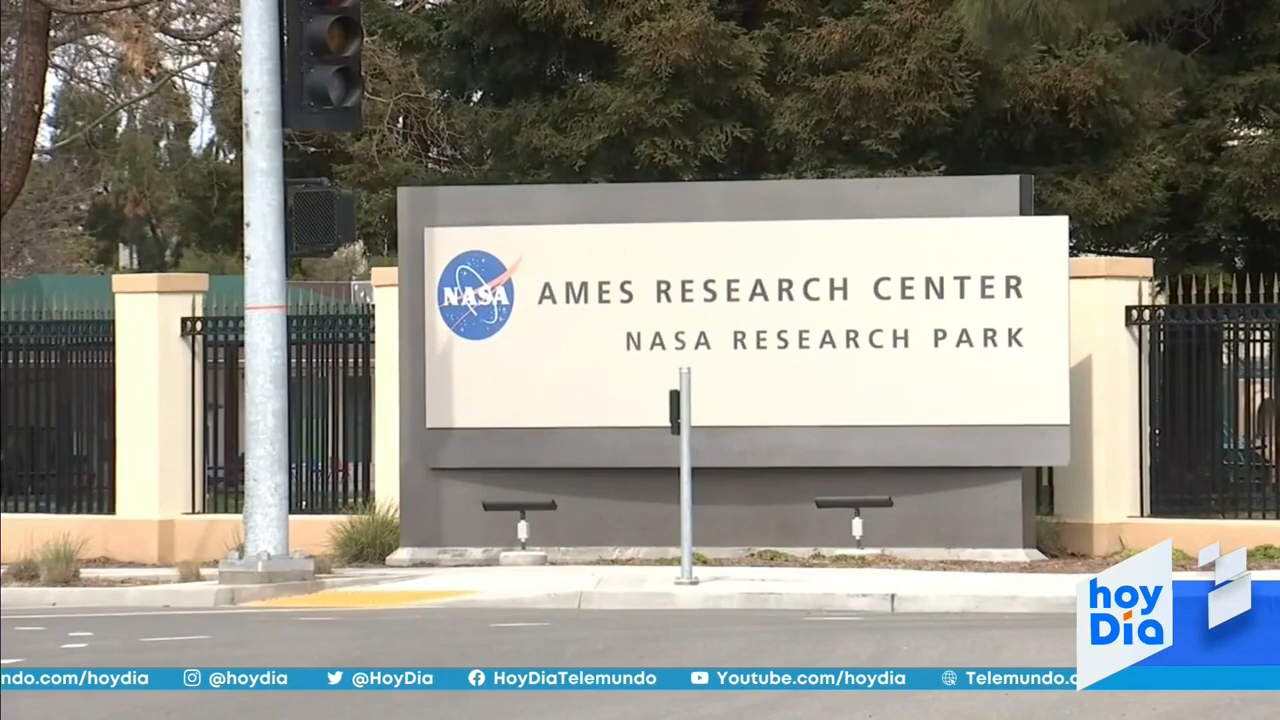 NASA
AMES RESEARCH CENTER
NASA RESEARCH PARK
hoy
Día
ndo.com/hoydia @hoydia @HoyDia HoyDiaTelemundo Youtube.com/hoydia Telemundo.c